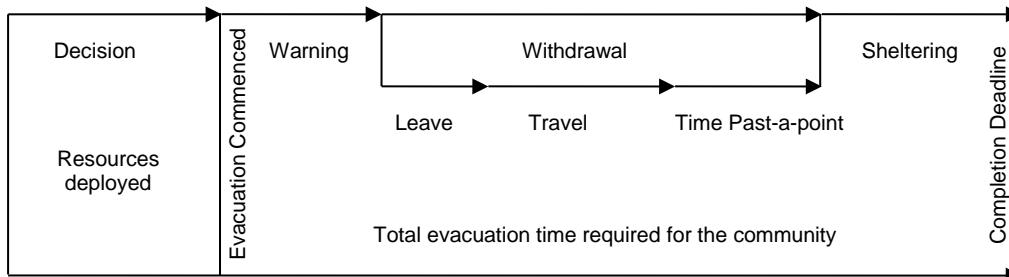 Decision
Evacuation Commenced
Warning
Withdrawal
Sheltering
Completion Deadline
Leave
Travel
Time Past-a-point
Resources
deployed
Total evacuation time required for the community